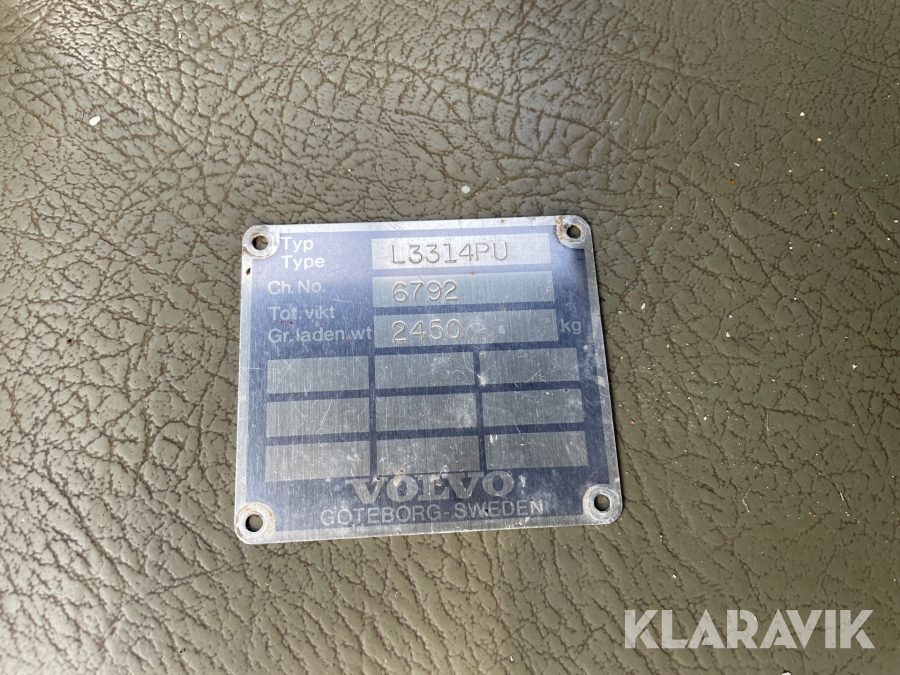 Typ
Type L3314PU
Ch.No. 6792
Tot.vikt
Gr.laden.wt 2450 kg
VOLVO
GÖTEBORG-SWEDEN
KLARAVIK